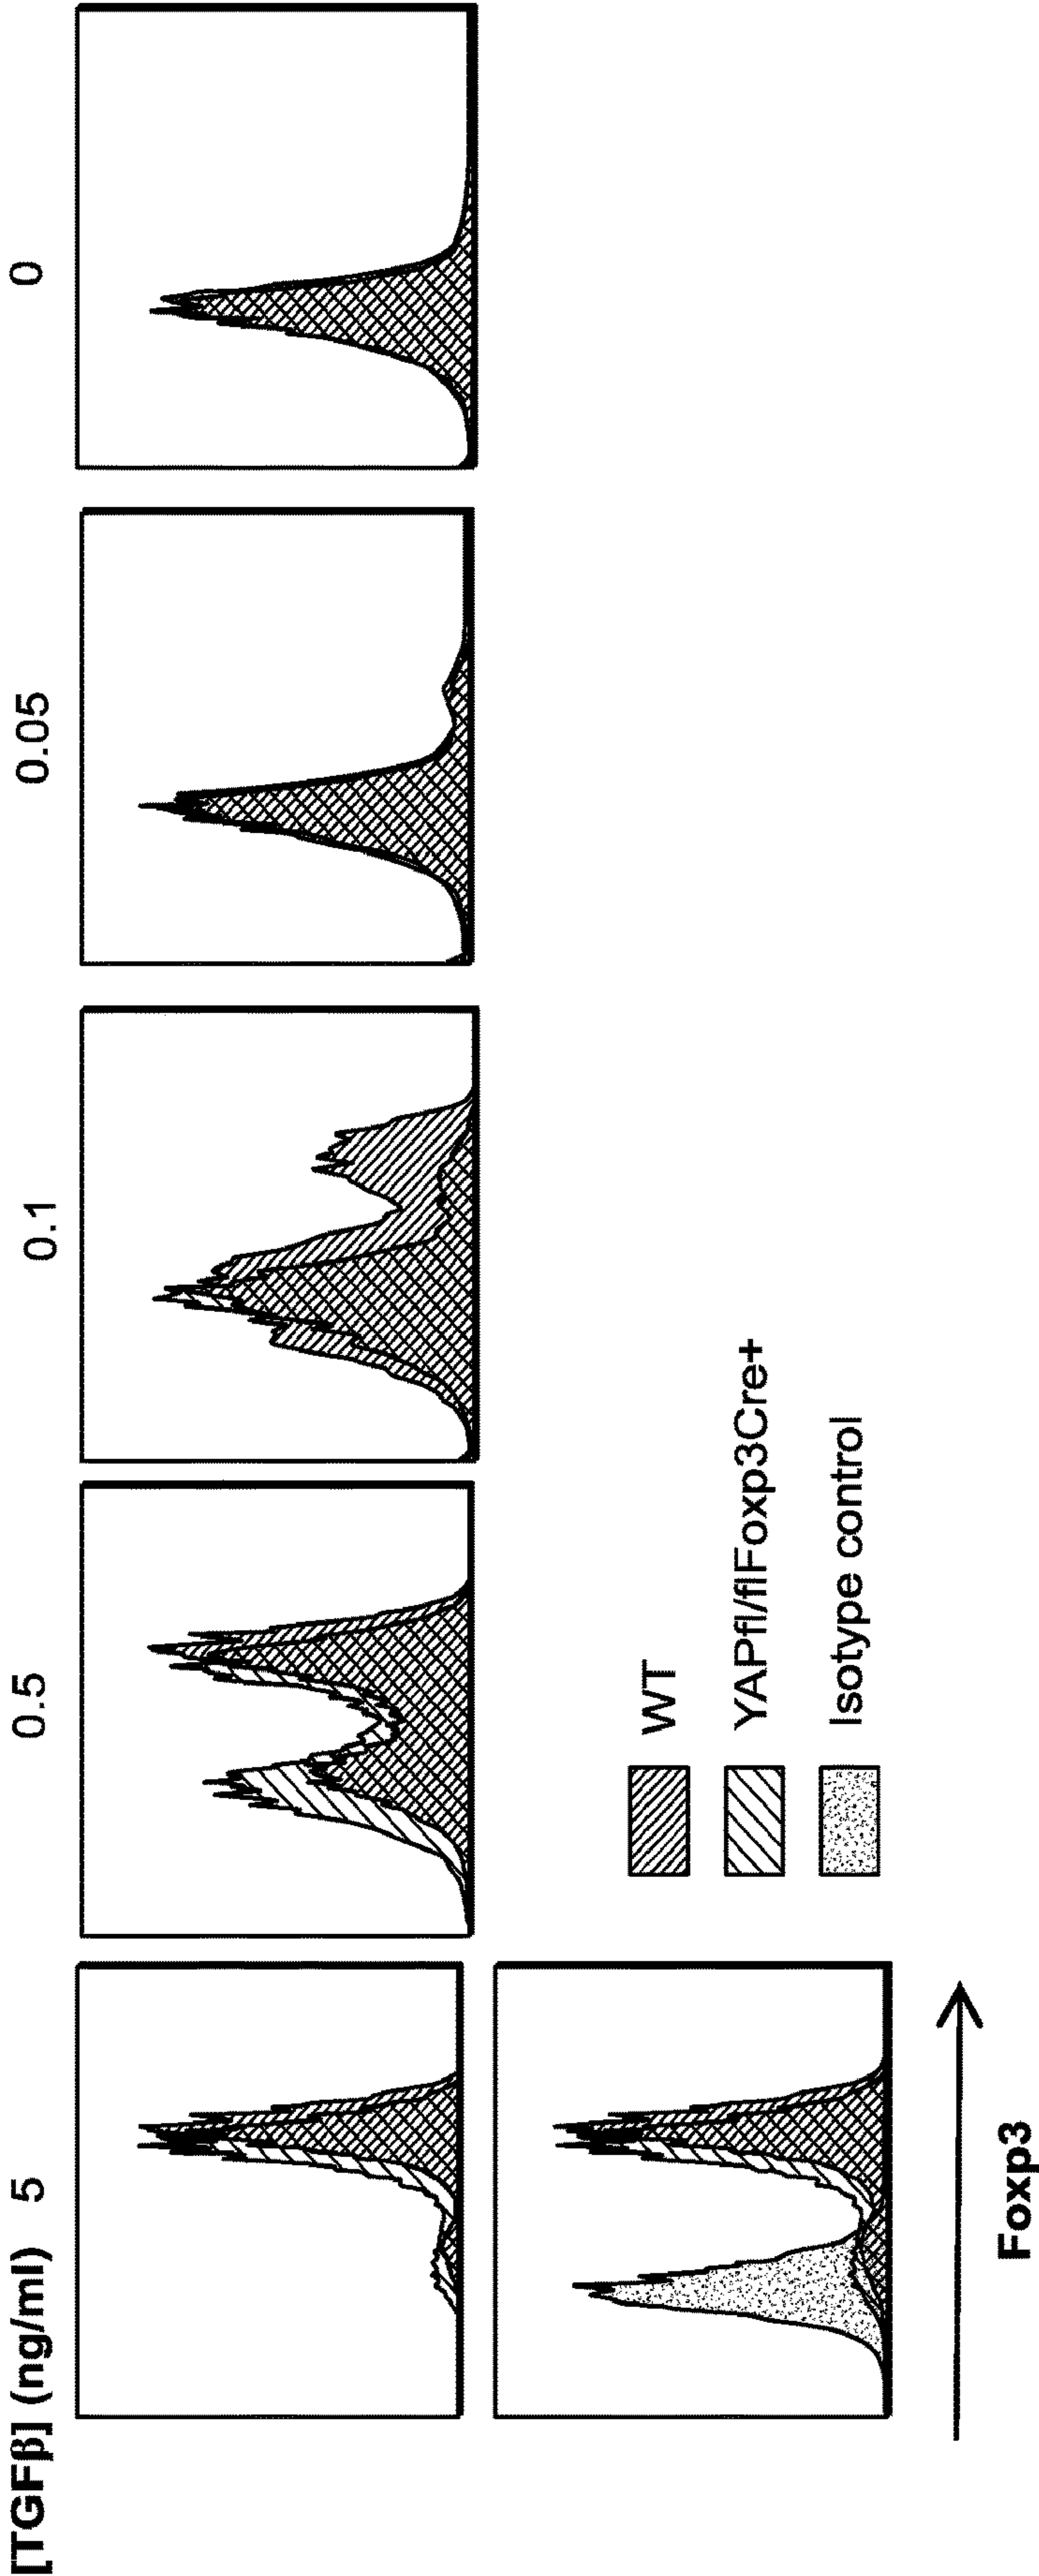 [TGFβ] (ng/ml) 5 0.5 0.1 0.05 0
WT
YAPfl/flFoxp3Cre+
Isotype control
Foxp3